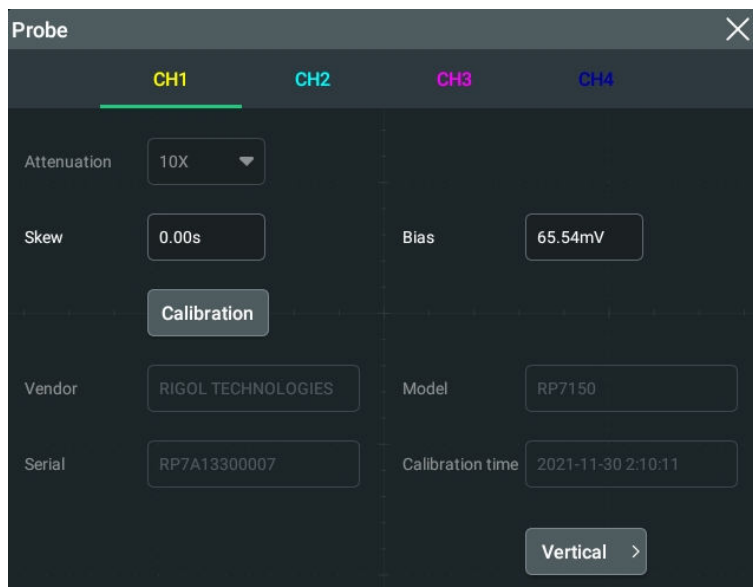 Probe
CH1 CH2 CH3 CH4
Attenuation 10X
Skew 0.00s Bias 65.54mV
Calibration
Vendor RIGOL TECHNOLOGIES Model RP7150
Serial RP7A13300007 Calibration time 2021-11-30 2:10:11
Vertical >